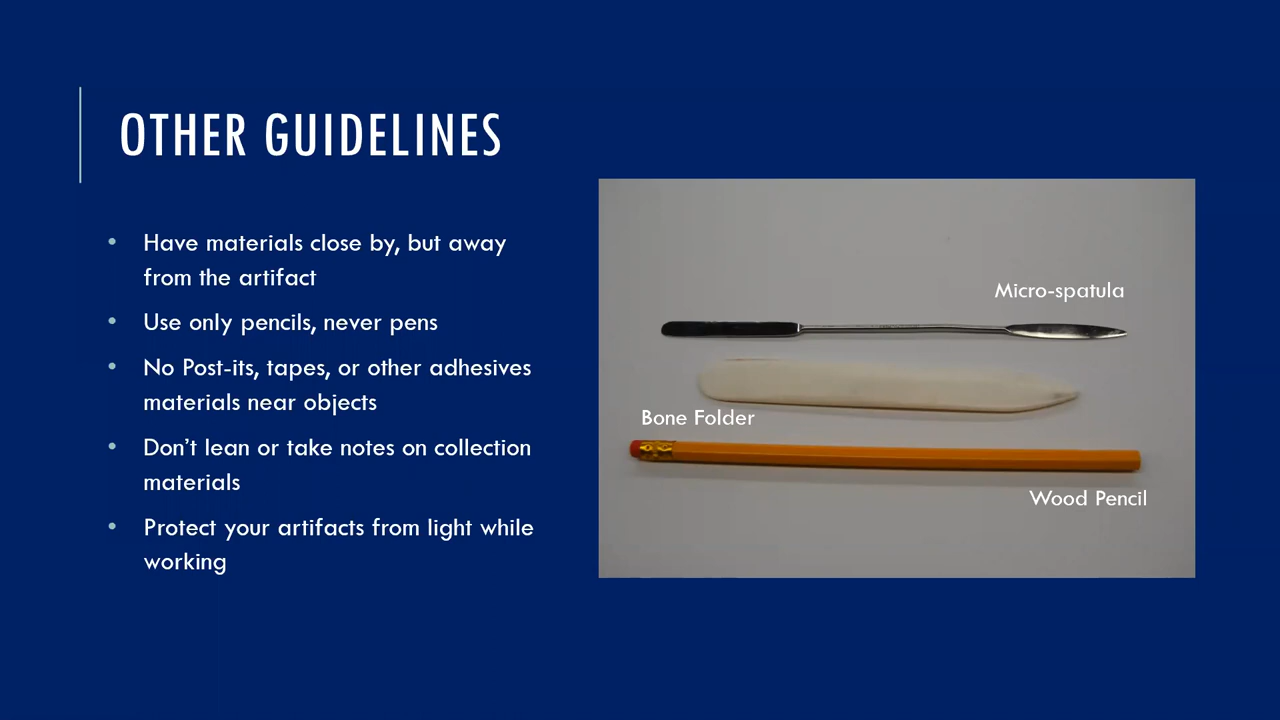 OTHER GUIDELINES
Have materials close by, but away
from the artifact
Use only pencils, never pens
No Post-its, tapes, or other adhesives
materials near objects
Don't lean or take notes on collection
materials
Protect your artifacts from light while
working
Micro-spatula
Bone Folder
Wood Pencil